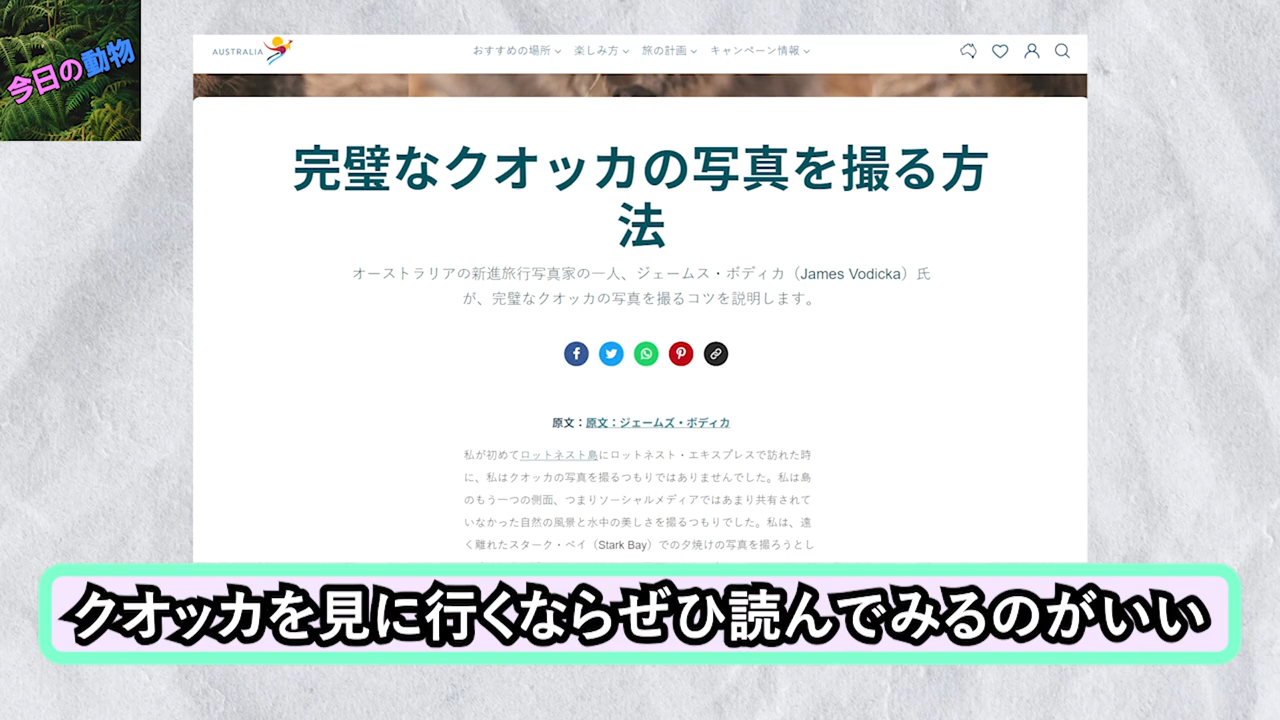 今日の動物
AUSTRALIA
おすすめの場所 楽しみ方 旅の計画 キャンペーン情報
完璧なクオッカの写真を撮る方
法
オーストラリアの新進旅行写真家の一人、ジェームス・ボディカ（James Vodicka）氏
が、完璧なクオッカの写真を撮るコツを説明します。
原文：原文：ジェームズ・ボディカ
私が初めてロットネスト島にロットネスト・エキスプレスで訪れた時
に、私はクオッカの写真を撮るつもりではありませんでした。私は島
のもう一つの側面、つまりソーシャルメディアではあまり共有されて
いなかった自然の風景と水中の美しさを撮るつもりでした。私は、遠
く離れたスターク・ベイ（Stark Bay）での夕焼けの写真を撮ろうとし
クオッカを見に行くならぜひ読んでみるのがいい